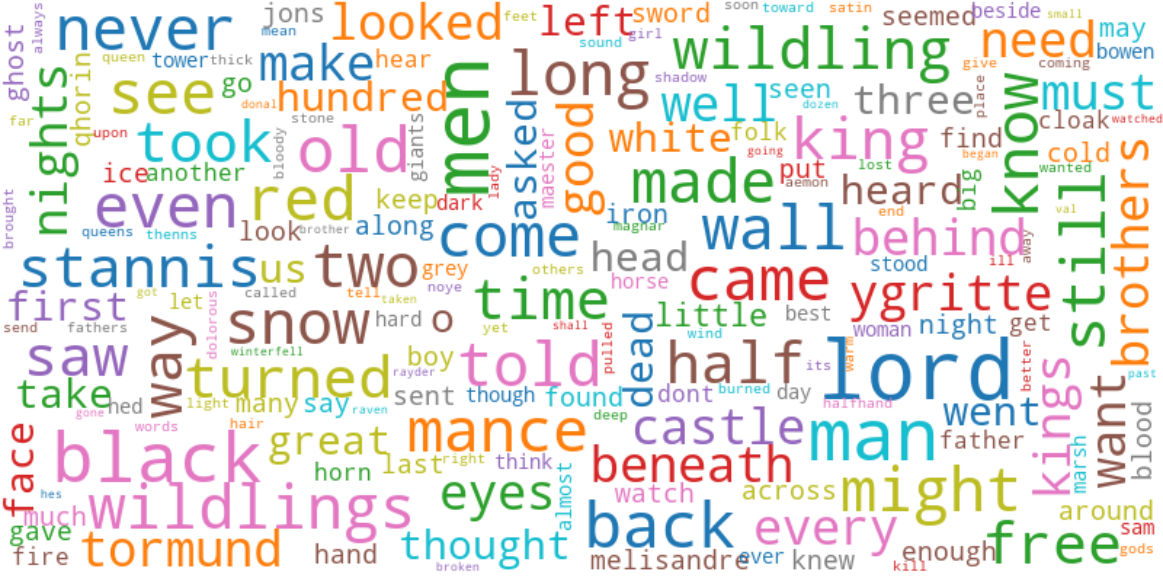 ghost always never jons mean looked feet left sound sword girl soon toward satin seemed beside small
queen tower thick make hear men long shadow wildling need give may bowen coming
nights qhorin see go donal hundred well seen dozen three place know must
far upon took bloody stone old giants asked maester good white folk going king find began cloak watched
ice another lady made put aemon lost heard big cold wanted
brought even red keep dark iron magnar wall end val still brothers
queens thenns look brother along come head behind away
stannis us two grey noye others horse came stood ill ygritte
first got let called tell taken time little best woman night get
send fathers dolorous snow hard o yet shall pulled dead wind
saw way winterfell boy rayder told half its warm lord better past
take turned sent though found dont burned day halfhand went kings want
gone hed light many say raven deep castle man father marsh blood
words hair great mance
face black horn last right think beneath
hes wildlings eyes almost watch across might around
much gave thought back every free sam
fire tormund hand broken melisandre ever knew kill enough gods